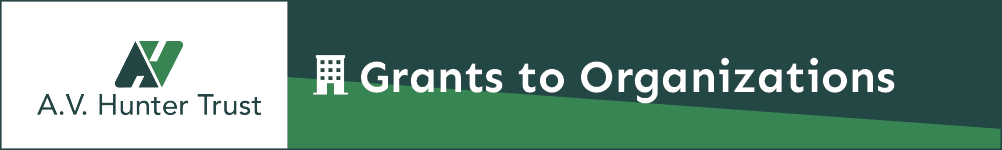 A.V. Hunter Trust
Grants to Organizations